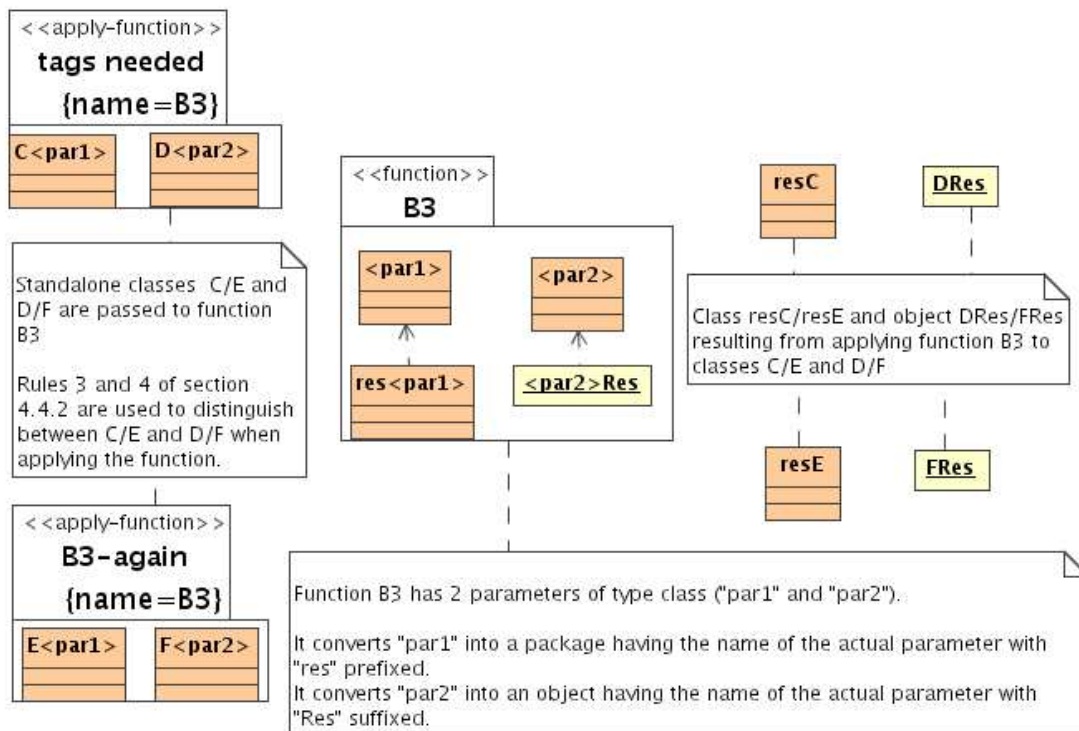 <<apply-function>>
tags needed
{name=B3}
C<par1>
D<par2>
Standalone classes C/E and
D/F are passed to function
B3
Rules 3 and 4 of section
4.4.2 are used to distinguish
between C/E and D/F when
applying the function.
<<apply-function>>
B3-again
{name=B3}
E<par1>
F<par2>
<<function>>
B3
<par1>
<par2>
res<par1>
<par2>Res
resC
DRes
Class resC/resE and object DRes/FRes
resulting from applying function B3 to
classes C/E and D/F
resE
FRes
Function B3 has 2 parameters of type class ("par1" and "par2").
It converts "par1" into a package having the name of the actual parameter with
"res" prefixed.
It converts "par2" into an object having the name of the actual parameter with
"Res" suffixed.